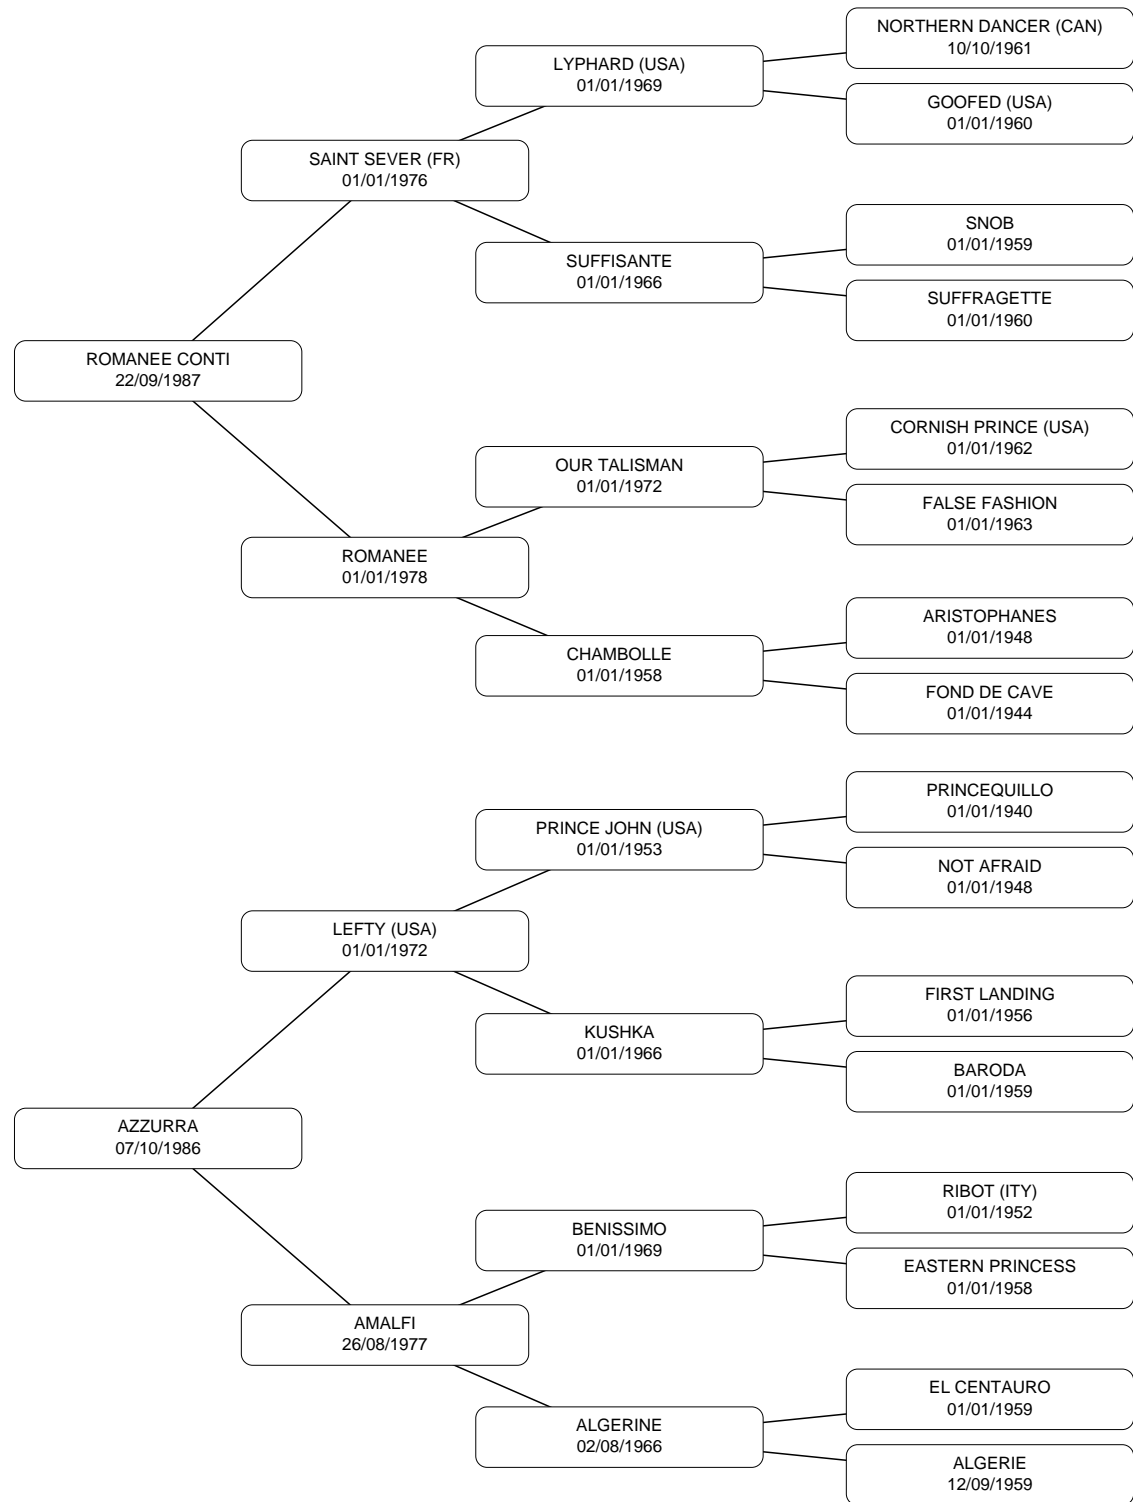 NORTHERN DANCER (CAN)
10/10/1961
LYPHARD (USA)
01/01/1969
GOOFED (USA)
01/01/1960
SAINT SEVER (FR)
01/01/1976
SNOB
01/01/1959
SUFFISANTE
01/01/1966
SUFFRAGETTE
01/01/1960
ROMANEE CONTI
22/09/1987
CORNISH PRINCE (USA)
01/01/1962
OUR TALISMAN
01/01/1972
FALSE FASHION
01/01/1963
ROMANEE
01/01/1978
ARISTOPHANES
01/01/1948
CHAMBOLLE
01/01/1958
FOND DE CAVE
01/01/1944
PRINCEQUILLO
01/01/1940
PRINCE JOHN (USA)
01/01/1953
NOT AFRAID
01/01/1948
LEFTY (USA)
01/01/1972
FIRST LANDING
01/01/1956
KUSHKA
01/01/1966
BARODA
01/01/1959
AZZURRA
07/10/1986
RIBOT (ITY)
01/01/1952
BENISSIMO
01/01/1969
EASTERN PRINCESS
01/01/1958
AMALFI
26/08/1977
EL CENTAURO
01/01/1959
ALGERINE
02/08/1966
ALGERIE
12/09/1959